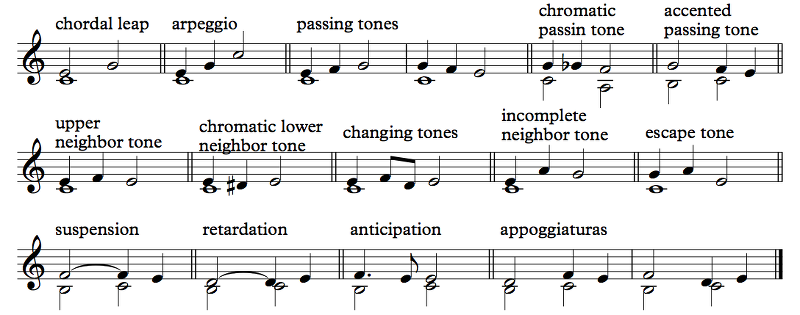 chordal leap arpeggio passing tones chromatic passin tone accented passing tone
upper neighbor tone chromatic lower neighbor tone changing tones incomplete neighbor tone escape tone
suspension retardation anticipation appoggiaturas